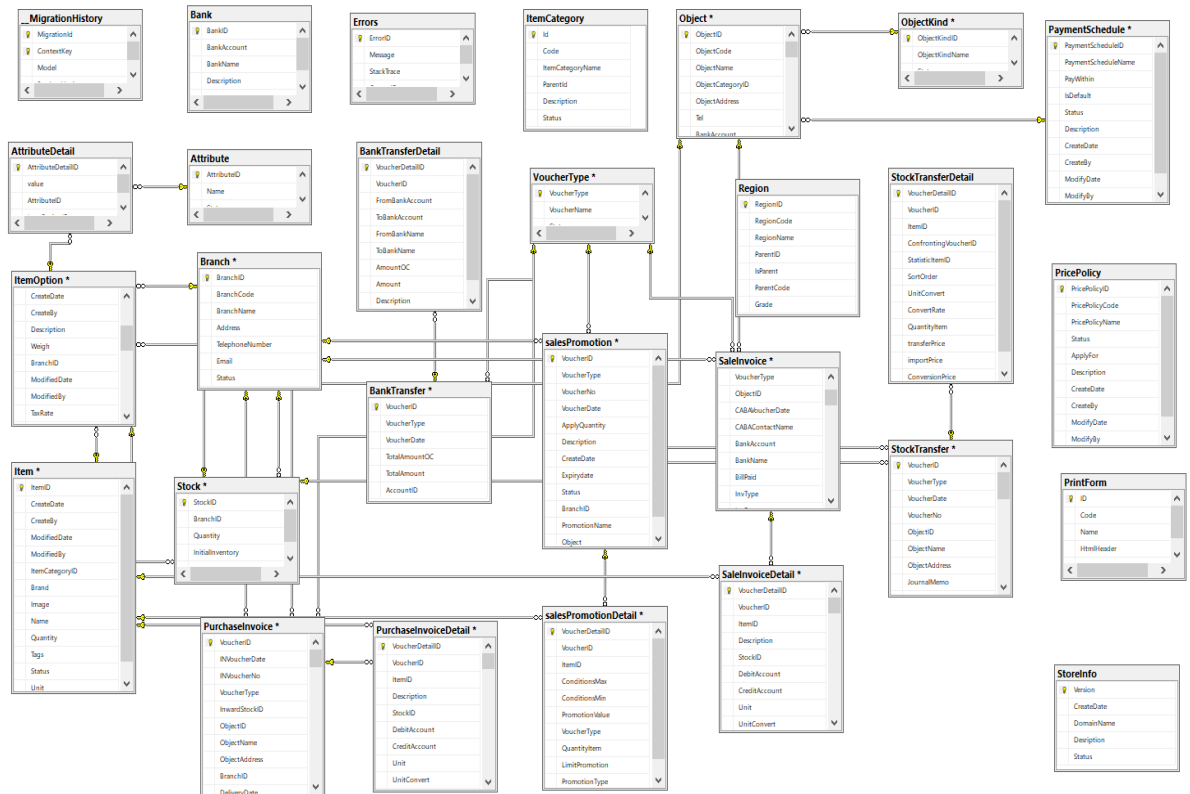 __MigrationHistory
MigrationId
ContextKey
Model
Bank
BankID
BankAccount
BankName
Description
Errors
ErrorID
Message
StackTrace
ItemCategory
Id
Code
ItemCategoryName
ParentId
Description
Status
Object *
ObjectID
ObjectCode
ObjectName
ObjectCategoryID
ObjectAddress
Tel
BankAccount
ObjectKind *
ObjectKindID
ObjectKindName
PaymentSchedule *
PaymentScheduleID
PaymentScheduleName
PayWithin
IsDefault
Status
Description
CreateDate
CreateBy
ModifyDate
ModifyBy
AttributeDetail
AttributeDetailID
value
AttributeID
Attribute
AttributeID
Name
BankTransferDetail
VoucherDetailID
VoucherID
FromBankAccount
ToBankAccount
FromBankName
ToBankName
AmountOC
Amount
Description
VoucherType *
VoucherType
VoucherName
Region
RegionID
RegionCode
RegionName
ParentID
IsParent
ParentCode
Grade
StockTransferDetail
VoucherDetailID
VoucherID
ItemID
ConfrontingVoucherID
StatisticItemID
SortOrder
UnitConvert
ConvertRate
QuantityItem
transferPrice
importPrice
ConversionPrice
PricePolicy
PricePolicyID
PricePolicyCode
PricePolicyName
Status
ApplyFor
Description
CreateDate
CreateBy
ModifyDate
ModifyBy
ItemOption *
CreateDate
CreateBy
Description
Weigh
BranchID
ModifiedDate
ModifiedBy
TaxRate
Branch *
BranchID
BranchCode
BranchName
Address
TelephoneNumber
Email
Status
BankTransfer *
VoucherID
VoucherType
VoucherDate
TotalAmountOC
TotalAmount
AccountID
salesPromotion *
VoucherID
VoucherType
VoucherNo
VoucherDate
ApplyQuantity
Description
CreateDate
Expirydate
Status
BranchID
PromotionName
Object
SaleInvoice *
VoucherType
ObjectID
CABAVoucherDate
CABAContactName
BankAccount
BankName
BillPaid
InvType
StockTransfer *
VoucherID
VoucherType
VoucherDate
VoucherNo
ObjectID
ObjectName
ObjectAddress
JournalMemo
PrintForm
ID
Code
Name
HtmlHeader
Item *
ItemID
CreateDate
CreateBy
ModifiedDate
ModifiedBy
ItemCategoryID
Brand
Image
Name
Quantity
Tags
Status
Unit
Stock *
StockID
BranchID
Quantity
InitialInventory
PurchaseInvoice *
VoucherID
INVoucherDate
INVoucherNo
VoucherType
InwardStockID
ObjectID
ObjectName
ObjectAddress
BranchID
DeliveryDate
PurchaseInvoiceDetail *
VoucherDetailID
VoucherID
ItemID
Description
StockID
DebitAccount
CreditAccount
Unit
UnitConvert
salesPromotionDetail *
VoucherDetailID
VoucherID
ItemID
ConditionsMax
ConditionsMin
PromotionValue
VoucherType
QuantityItem
LimitPromotion
PromotionType
SaleInvoiceDetail *
VoucherDetailID
VoucherID
ItemID
Description
StockID
DebitAccount
CreditAccount
Unit
UnitConvert
StoreInfo
Version
CreateDate
DomainName
Desription
Status